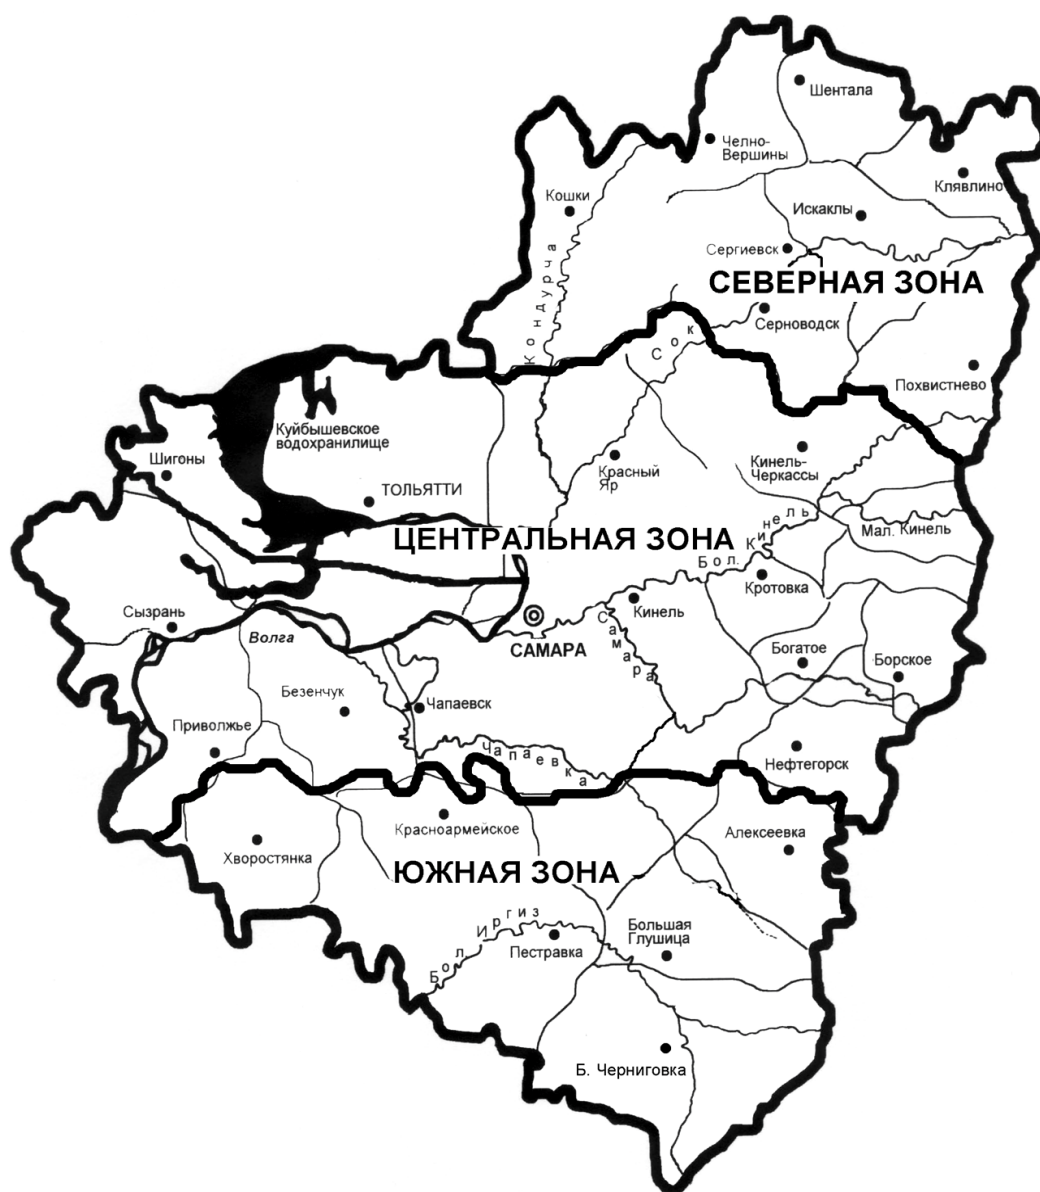 Шентала
Челно-
Вершины
Клявлино
Кошки
Искаклы
Сергиевск
Кондурча
СЕВЕРНАЯ ЗОНА
Серноводск
Сок
Похвистнево
Куйбышевское
водохранилище
Шигоны
ТОЛЬЯТТИ
Красный
Яр
Кинель-
Черкассы
ЦЕНТРАЛЬНАЯ ЗОНА
Мал. Кинель
Бол. Кинель
Кротовка
Кинель
Сызрань
Волга
САМАРА
Самара
Богатое
Борское
Безенчук
Чапаевск
Приволжье
Чапаевка
Нефтегорск
Красноармейское
Алексеевка
Хворостянка
ЮЖНАЯ ЗОНА
Бол. Иргиз
Большая
Глушица
Пестравка
Б. Черниговка